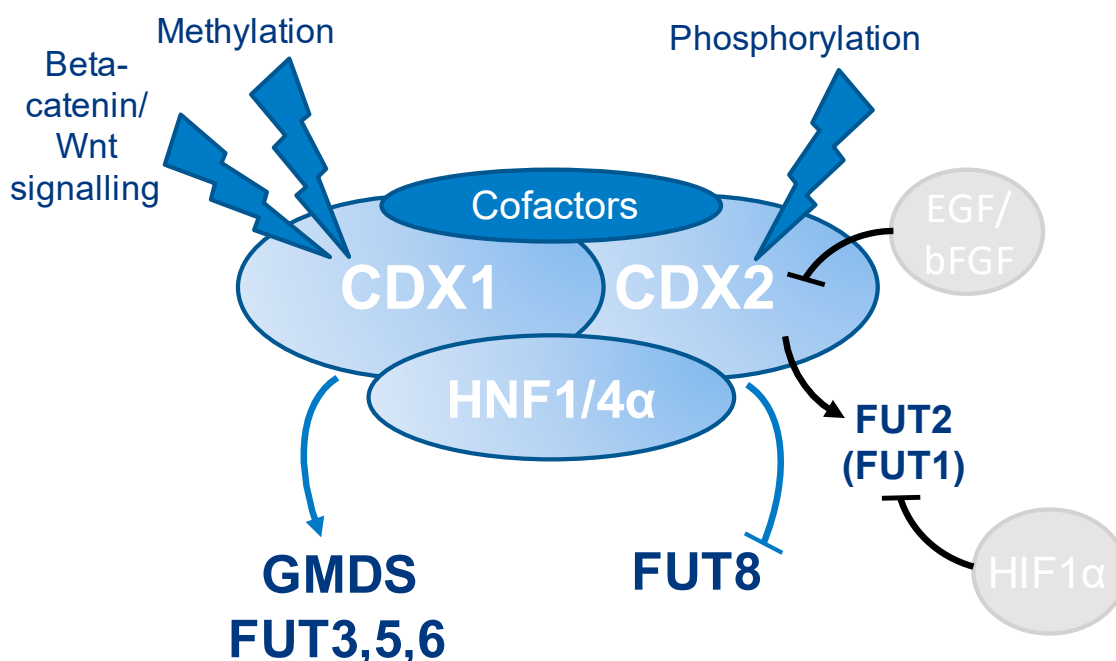 Methylation
Beta-
catenin/
Wnt
signalling
Phosphorylation
Cofactors
EGF/
bFGF
CDX1
CDX2
HNF1/4α
FUT2
(FUT1)
GMDS
FUT3,5,6
FUT8
HIF1α